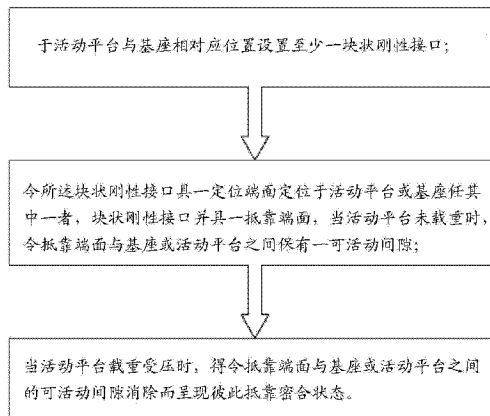 于活动平台与基座相对应位置设置至少一块状刚性接口；
令所述块状刚性接口具一定位端面定位于活动平台或基座任其
中一者，块状刚性接口并具一抵靠端面，当活动平台未载重时，
令抵靠端面与基座或活动平台之间保有一可活动间隙；
当活动平台载重受压时，得令抵靠端面与基座或活动平台之间
的可活动间隙消除而呈现彼此抵靠密合状态。